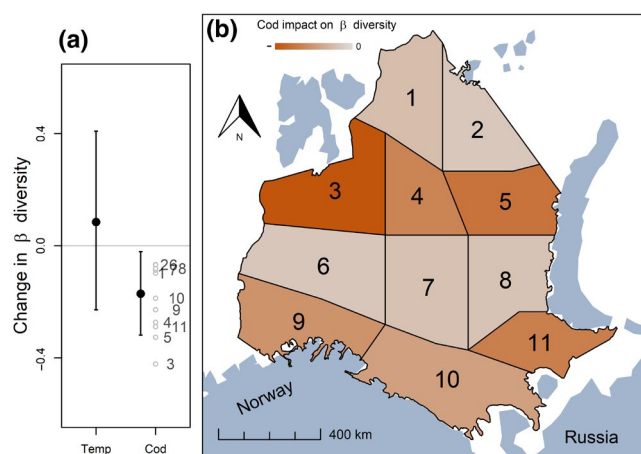 (a)
Change in β diversity
0.4
0.0
−0.4
26
1 78
10
9
4
11
5
3
Temp
Cod
(b)
Cod impact on β diversity
−
0
N
1
2
3
4
5
6
7
8
9
10
11
Norway
Russia
400 km